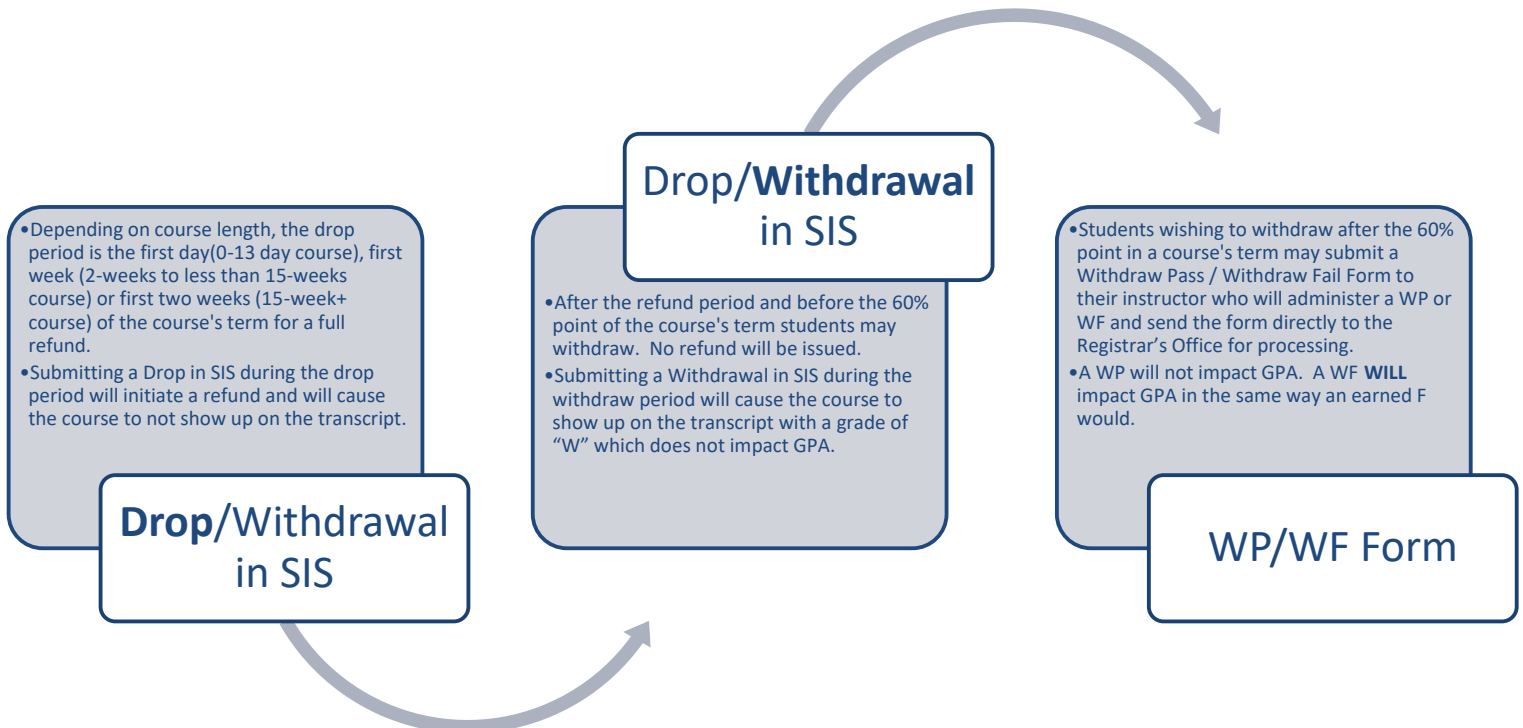 •Depending on course length, the drop
period is the first day(0-13 day course), first
week (2-weeks to less than 15-weeks
course) or first two weeks (15-week+
course) of the course's term for a full
refund.
•Submitting a Drop in SIS during the drop
period will initiate a refund and will cause
the course to not show up on the transcript.
Drop/Withdrawal
in SIS
Drop/Withdrawal
in SIS
•After the refund period and before the 60%
point of the course's term students may
withdraw.  No refund will be issued.
•Submitting a Withdrawal in SIS during the
withdraw period will cause the course to
show up on the transcript with a grade of
“W” which does not impact GPA.
•Students wishing to withdraw after the 60%
point in a course's term may submit a
Withdraw Pass / Withdraw Fail Form to
their instructor who will administer a WP or
WF and send the form directly to the
Registrar’s Office for processing.
•A WP will not impact GPA.  A WF WILL
impact GPA in the same way an earned F
would.
WP/WF Form